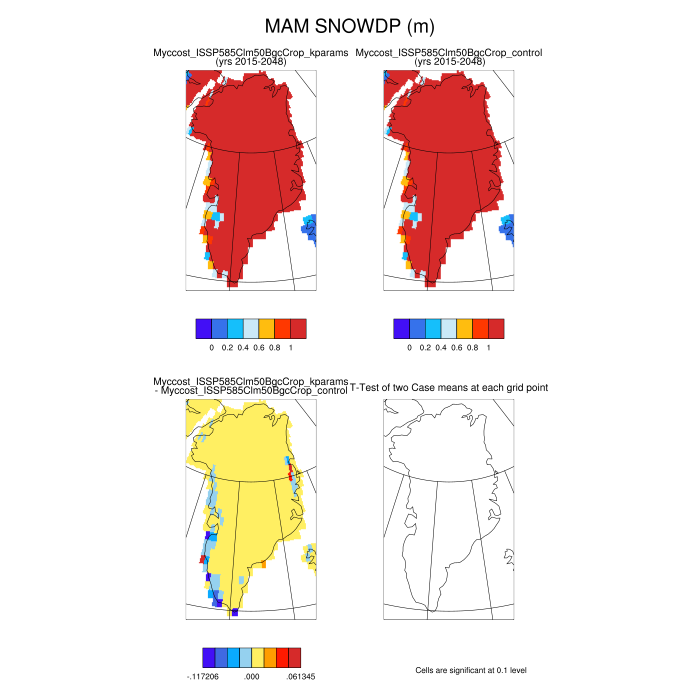 MAM SNOWDP (m)
Myccost_ISSP585Clm50BgcCrop_kparams
(yrs 2015-2048)
Myccost_ISSP585Clm50BgcCrop_control
(yrs 2015-2048)
0 0.2 0.4 0.6 0.8 1
0 0.2 0.4 0.6 0.8 1
Myccost_ISSP585Clm50BgcCrop_kparams
- Myccost_ISSP585Clm50BgcCrop_control
T-Test of two Case means at each grid point
-.117206 .000 .061345
Cells are significant at 0.1 level